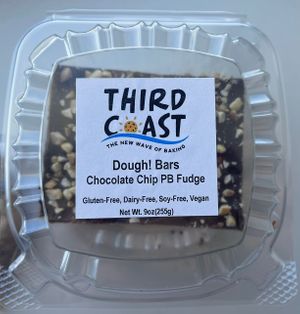 THIRD
COAST
THE NEW WAVE OF BAKING
Dough! Bars
Chocolate Chip PB Fudge
Gluten-Free, Dairy-Free, Soy-Free, Vegan
Net Wt. 9oz(255g)